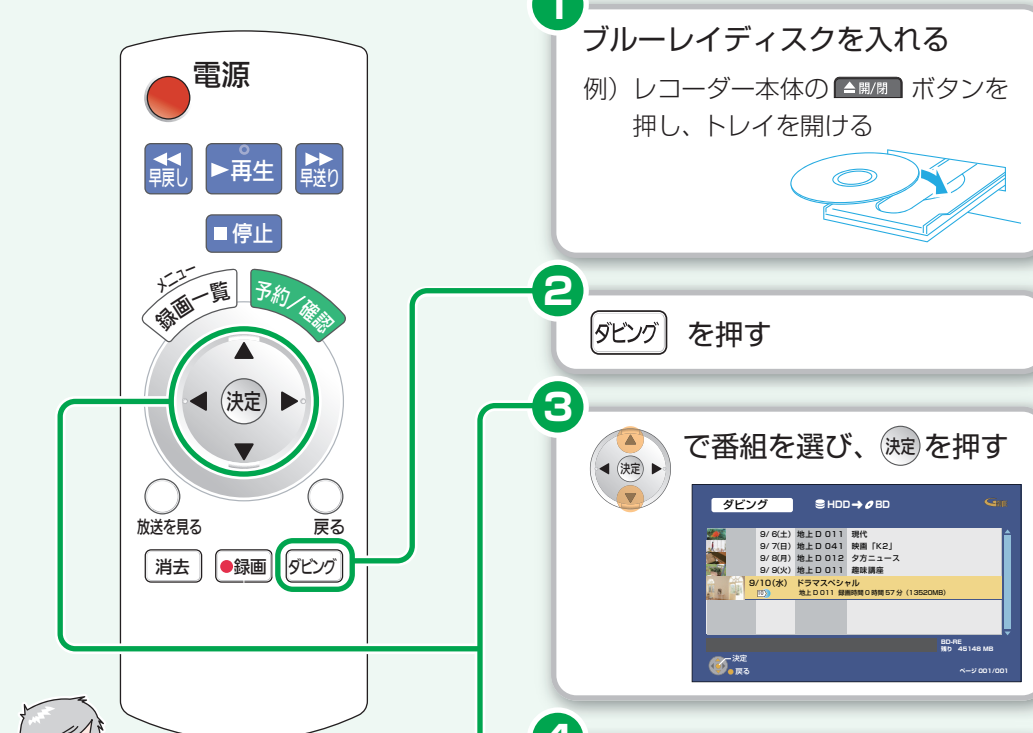 電源
◀◀
早戻し
▶再生
▶▶
早送り
■停止
メニュー
録画一覧
予約/確認
決定
放送を見る
戻る
消去
●録画
ダビング
1
ブルーレイディスクを入れる
例）レコーダー本体の ▲開/閉 ボタンを
押し、トレイを開ける
2
ダビング を押す
3
決定 で番組を選び、決定 を押す
ダビング HDD→BD
9/ 6(土) 地上D 011 現代
9/ 7(日) 地上D 041 映画「K2」
9/ 8(月) 地上D 012 夕方ニュース
9/ 9(火) 地上D 011 趣味講座
9/10(水) ドラマスペシャル
地上D 011 録画時間0時間57分（13520MB）
BD-RE
残り 45148 MB
決定
戻る
ページ 001/001
4